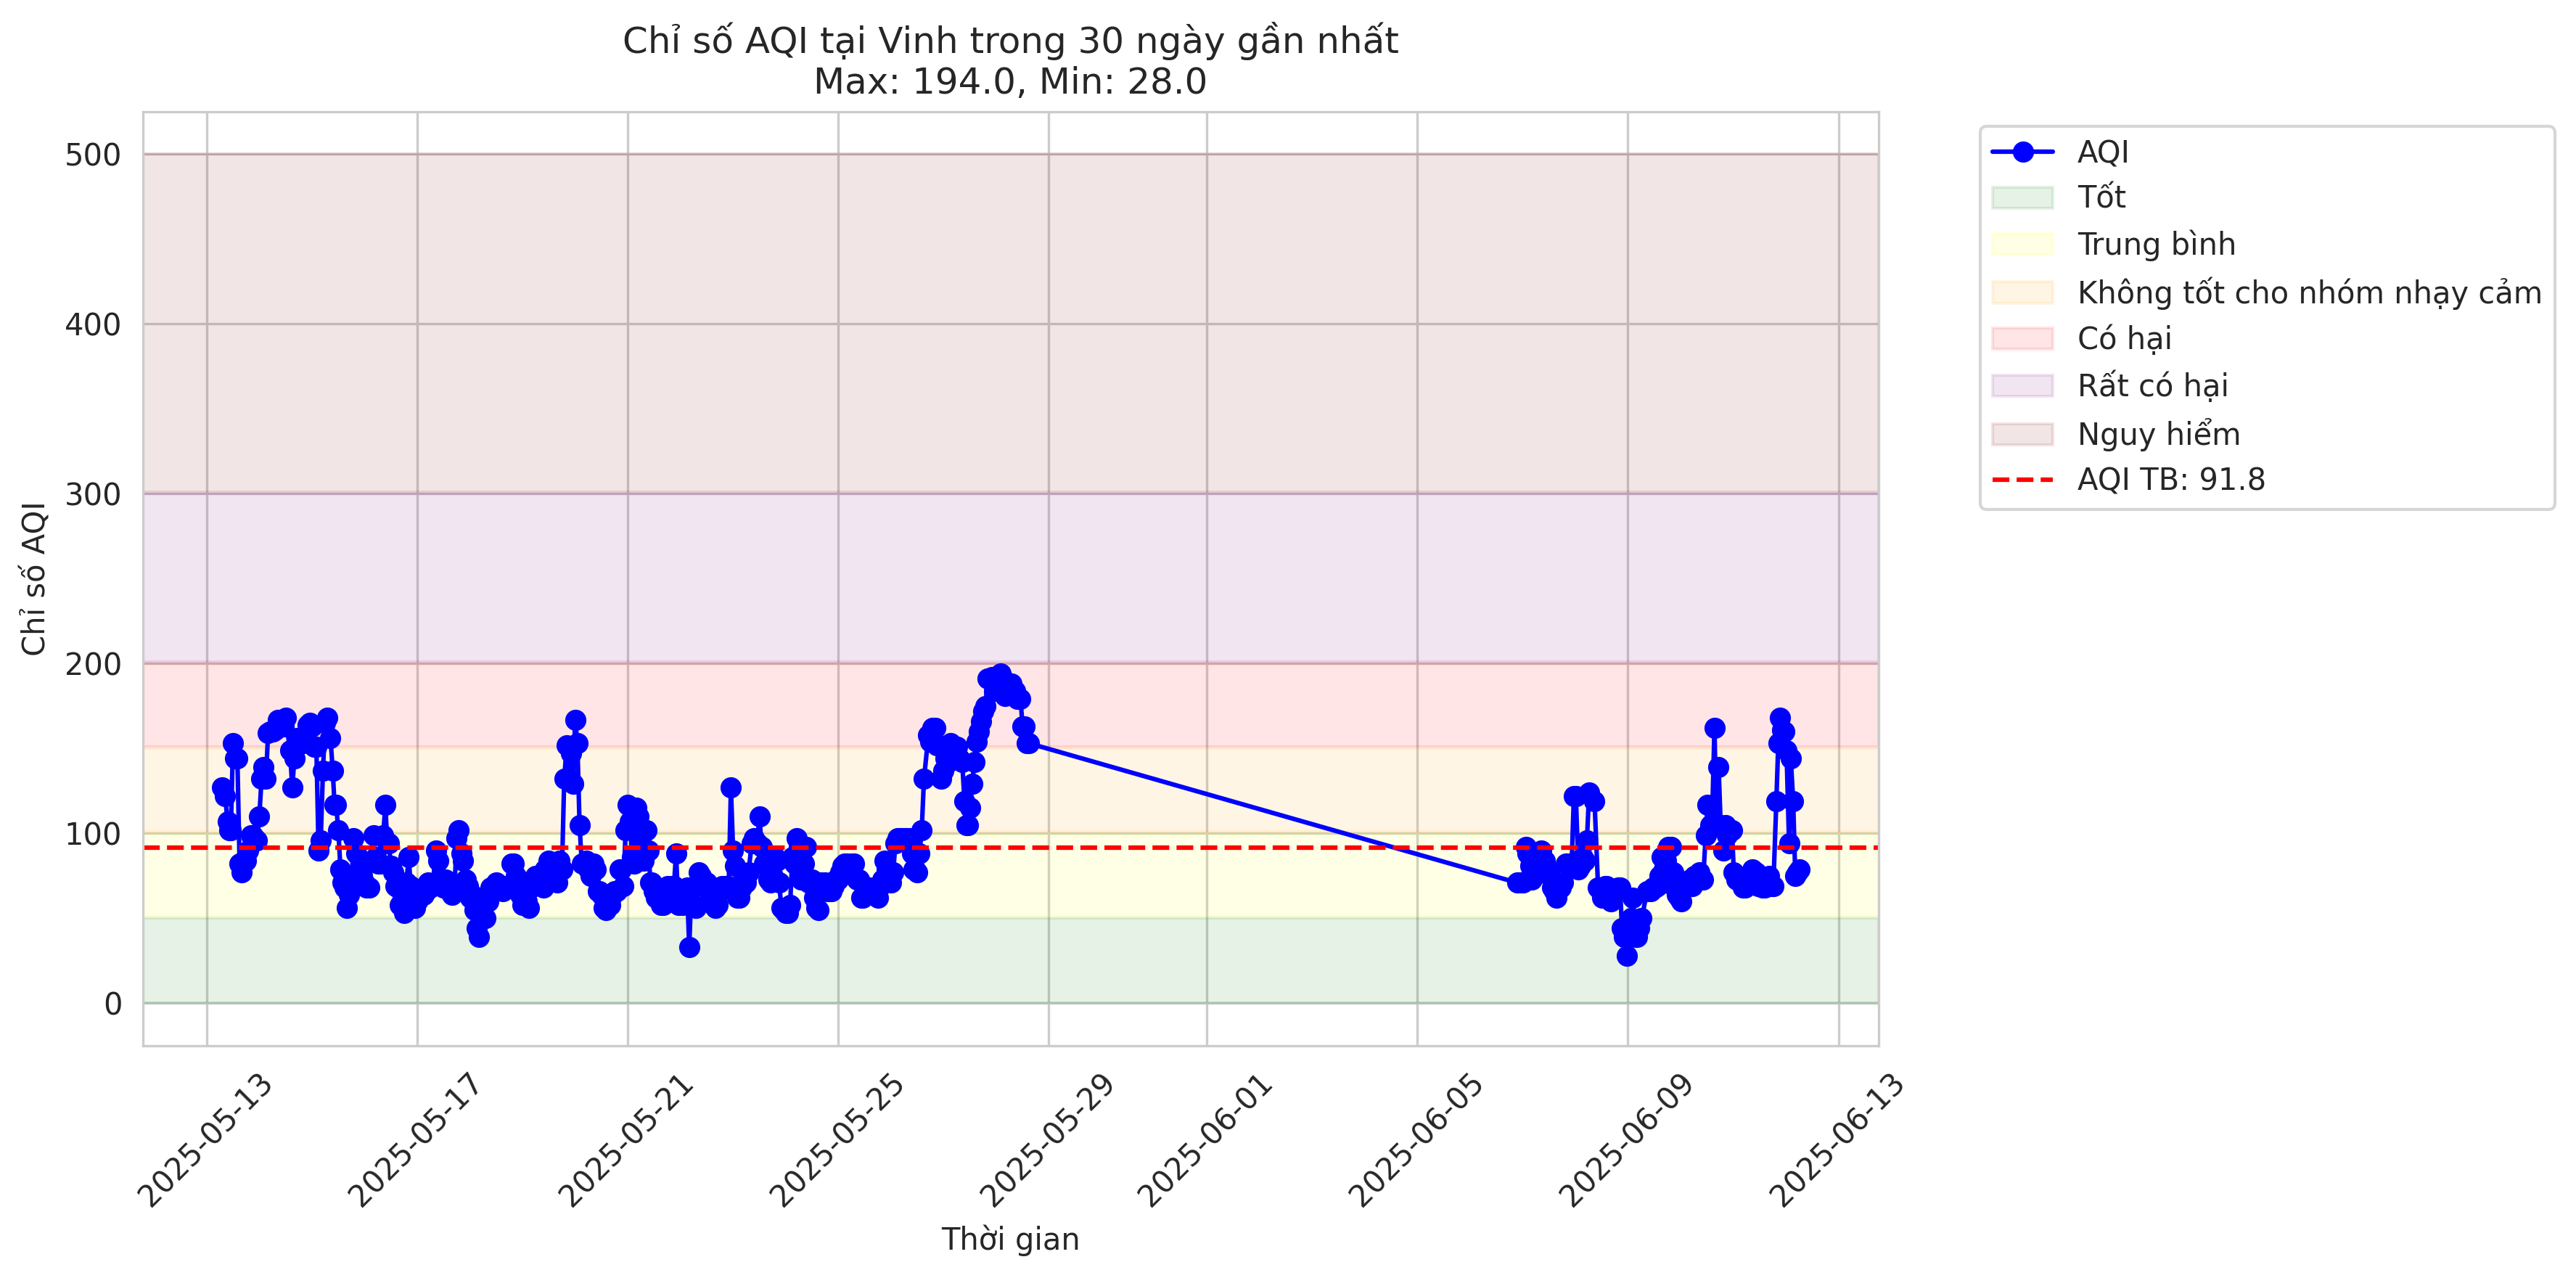 Chỉ số AQI tại Vinh trong 30 ngày gần nhất
Max: 194.0, Min: 28.0
Chỉ số AQI
500
400
300
200
100
0
2025-05-13
2025-05-17
2025-05-21
2025-05-25
2025-05-29
2025-06-01
2025-06-05
2025-06-09
2025-06-13
Thời gian
AQI
Tốt
Trung bình
Không tốt cho nhóm nhạy cảm
Có hại
Rất có hại
Nguy hiểm
AQI TB: 91.8